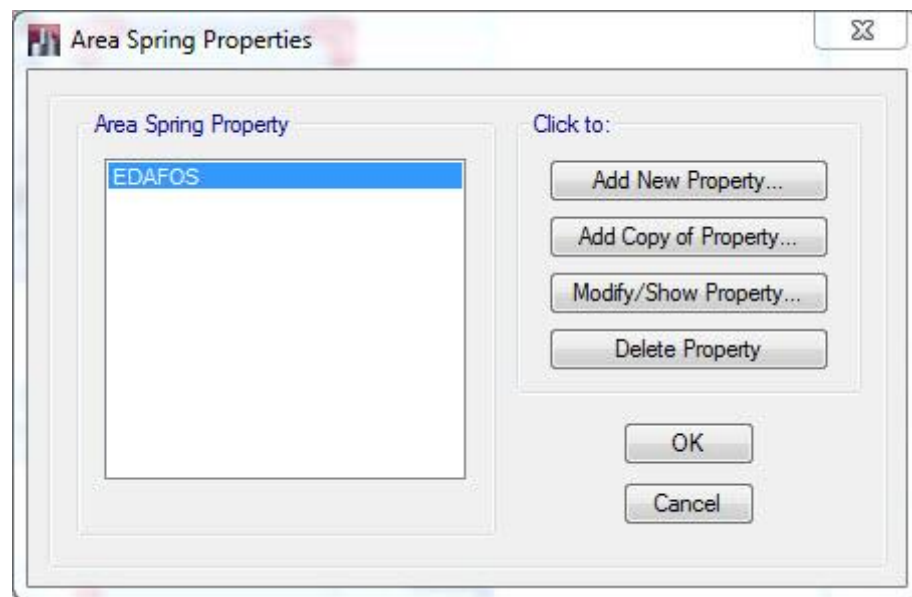 Area Spring Properties
Area Spring Property
EDAFOS
Click to:
Add New Property...
Add Copy of Property...
Modify/Show Property...
Delete Property
OK
Cancel